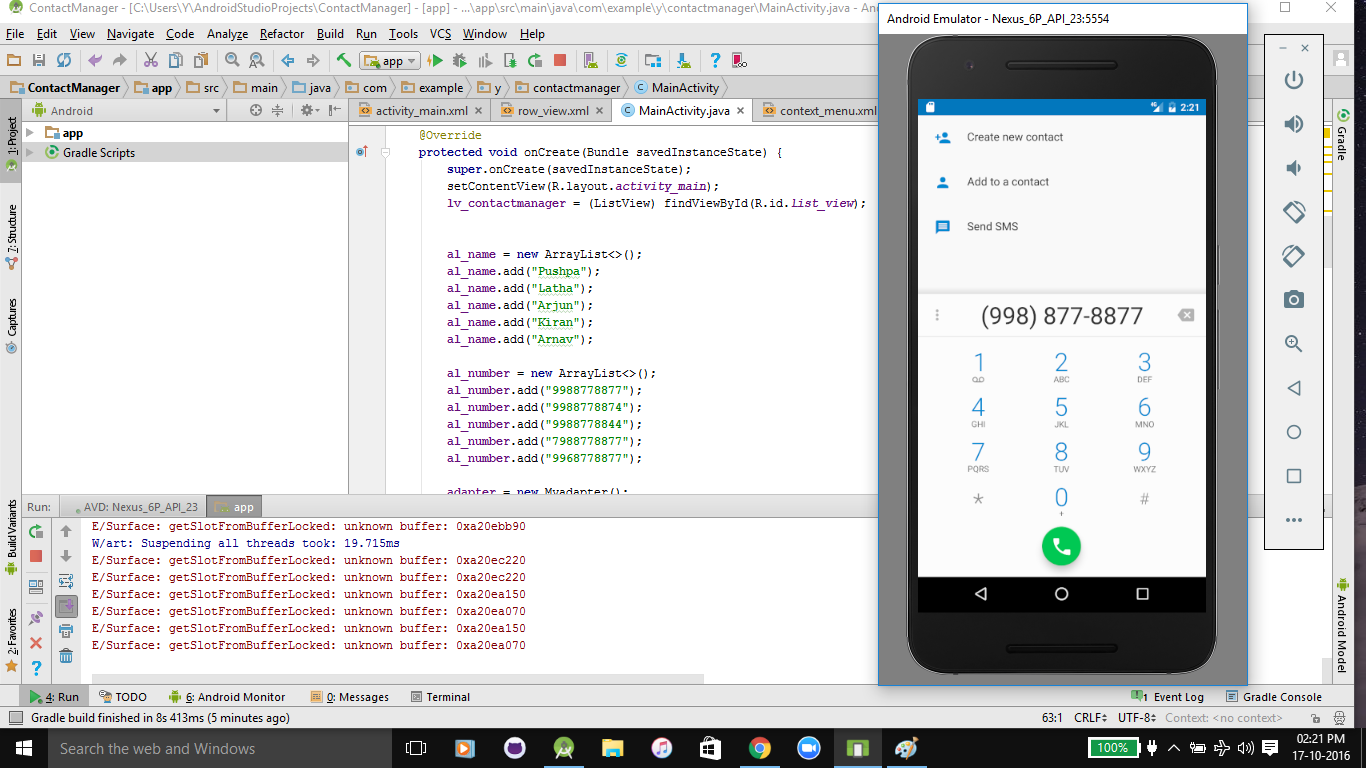 ContactManager - [C:\Users\Y\AndroidStudioProjects\ContactManager] - [app] - ...\app\src\main\java\com\example\y\contactmanager\MainActivity.java - An
File Edit View Navigate Code Analyze Refactor Build Run Tools VCS Window Help
app
ContactManager app src main java com example y contactmanager MainActivity
Android
activity_main.xml row_view.xml MainActivity.java context_menu.xml
app
Gradle Scripts
1: Project
7: Structure
Captures
Build Variants
2: Favorites
@Override
protected void onCreate(Bundle savedInstanceState) {
super.onCreate(savedInstanceState);
setContentView(R.layout.activity_main);
lv_contactmanager = (ListView) findViewById(R.id.List_view);
al_name = new ArrayList<>();
al_name.add("Pushpa");
al_name.add("Latha");
al_name.add("Arjun");
al_name.add("Kiran");
al_name.add("Arnav");
al_number = new ArrayList<>();
al_number.add("9988778877");
al_number.add("9988778874");
al_number.add("9988778844");
al_number.add("7988778877");
al_number.add("9968778877");
adapter = new Myadapter();
Run: AVD: Nexus_6P_API_23 app
E/Surface: getSlotFromBufferLocked: unknown buffer: 0xa20ebb90
W/art: Suspending all threads took: 19.715ms
E/Surface: getSlotFromBufferLocked: unknown buffer: 0xa20ec220
E/Surface: getSlotFromBufferLocked: unknown buffer: 0xa20ec220
E/Surface: getSlotFromBufferLocked: unknown buffer: 0xa20ea150
E/Surface: getSlotFromBufferLocked: unknown buffer: 0xa20ea070
E/Surface: getSlotFromBufferLocked: unknown buffer: 0xa20ea150
E/Surface: getSlotFromBufferLocked: unknown buffer: 0xa20ea070
Android Emulator - Nexus_6P_API_23:5554
2:21
Create new contact
Add to a contact
Send SMS
(998) 877-8877
1 2 3
ABC DEF
4 5 6
GHI JKL MNO
7 8 9
PQRS TUV WXYZ
* 0 #
+
Gradle
Android Model
4: Run TODO 6: Android Monitor 0: Messages Terminal 1 Event Log Gradle Console
Gradle build finished in 8s 413ms (5 minutes ago) 63:1 CRLF UTF-8 Context: <no context>
Search the web and Windows
100%
02:21 PM
17-10-2016